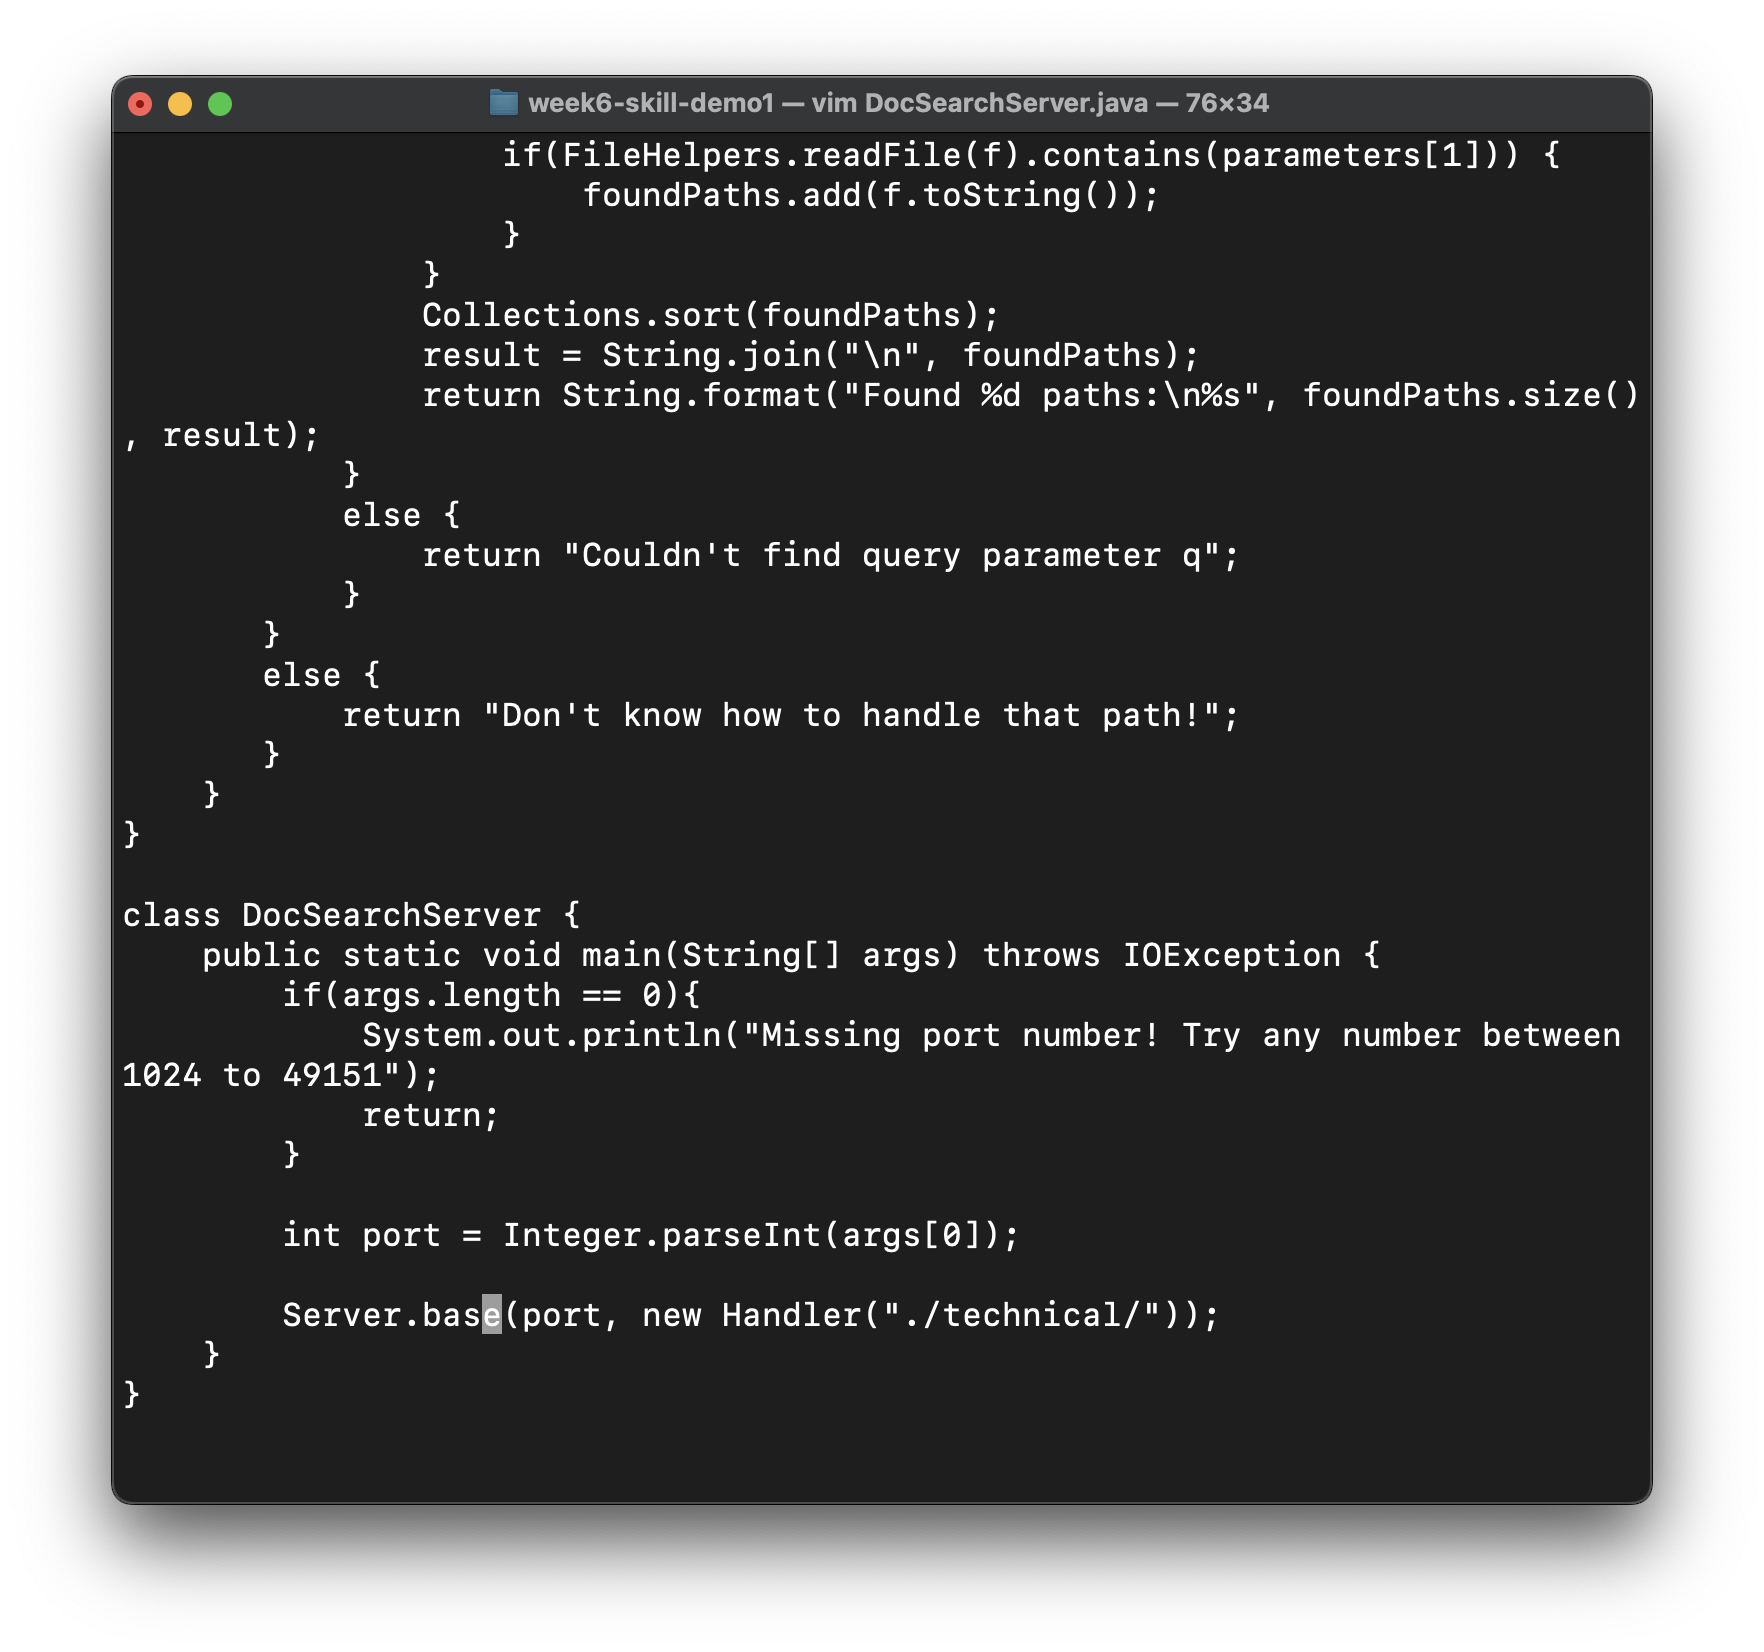 week6-skill-demo1 — vim DocSearchServer.java — 76×34
                   if(FileHelpers.readFile(f).contains(parameters[1])) {
                       foundPaths.add(f.toString());
                   }
               }
               Collections.sort(foundPaths);
               result = String.join("\n", foundPaths);
               return String.format("Found %d paths:\n%s", foundPaths.size()
, result);
           }
           else {
               return "Couldn't find query parameter q";
           }
       }
       else {
           return "Don't know how to handle that path!";
       }
    }
}

class DocSearchServer {
    public static void main(String[] args) throws IOException {
        if(args.length == 0){
            System.out.println("Missing port number! Try any number between
1024 to 49151");
            return;
        }

        int port = Integer.parseInt(args[0]);

        Server.base(port, new Handler("./technical/"));
    }
}